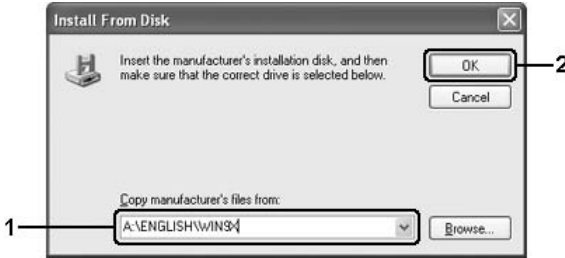 Install From Disk
Insert the manufacturer's installation disk, and then
make sure that the correct drive is selected below.
OK
2
Cancel
Copy manufacturer's files from:
1
A:\ENGLISH\WIN9X
Browse...